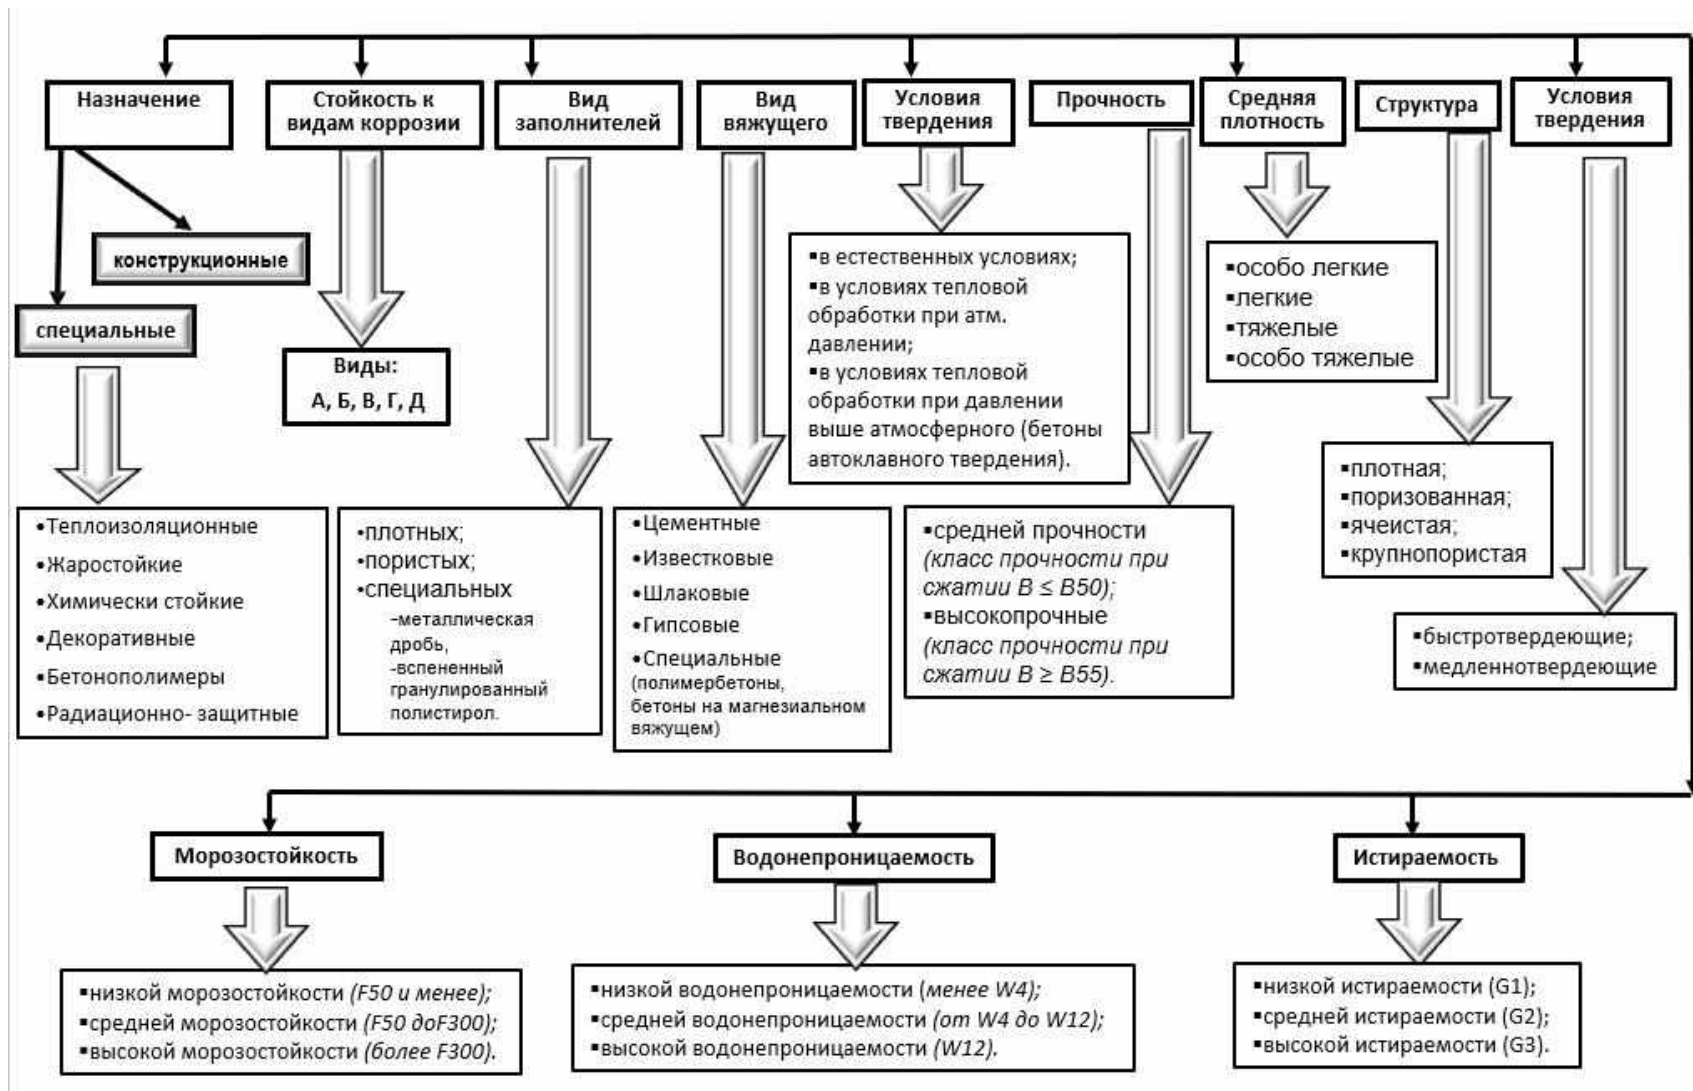 Назначение
Стойкость к
видам коррозии
Вид
заполнителей
Вид
вяжущего
Условия
твердения
Прочность
Средняя
плотность
Структура
Условия
твердения
конструкционные
специальные
Виды:
А, Б, В, Г, Д
▪в естественных условиях;
▪в условиях тепловой
обработки при атм.
давлении;
▪в условиях тепловой
обработки при давлении
выше атмосферного (бетоны
автоклавного твердения).
▪особо легкие
▪легкие
▪тяжелые
▪особо тяжелые
•Теплоизоляционные
•Жаростойкие
•Химически стойкие
•Декоративные
•Бетонополимеры
•Радиационно- защитные
•плотных;
•пористых;
•специальных
-металлическая
дробь,
-вспененный
гранулированный
полистирол.
•Цементные
•Известковые
•Шлаковые
•Гипсовые
•Специальные
(полимербетоны,
бетоны на магнезиальном
вяжущем)
▪средней прочности
(класс прочности при
сжатии В ≤ В50);
▪высокопрочные
(класс прочности при
сжатии В ≥ В55).
▪плотная;
▪поризованная;
▪ячеистая;
▪крупнопористая
▪быстротвердеющие;
▪медленнотвердеющие
Морозостойкость
Водонепроницаемость
Истираемость
▪низкой морозостойкости (F50 и менее);
▪средней морозостойкости (F50 доF300);
▪высокой морозостойкости (более F300).
▪низкой водонепроницаемости (менее W4);
▪средней водонепроницаемости (от W4 до W12);
▪высокой водонепроницаемости (W12).
▪низкой истираемости (G1);
▪средней истираемости (G2);
▪высокой истираемости (G3).